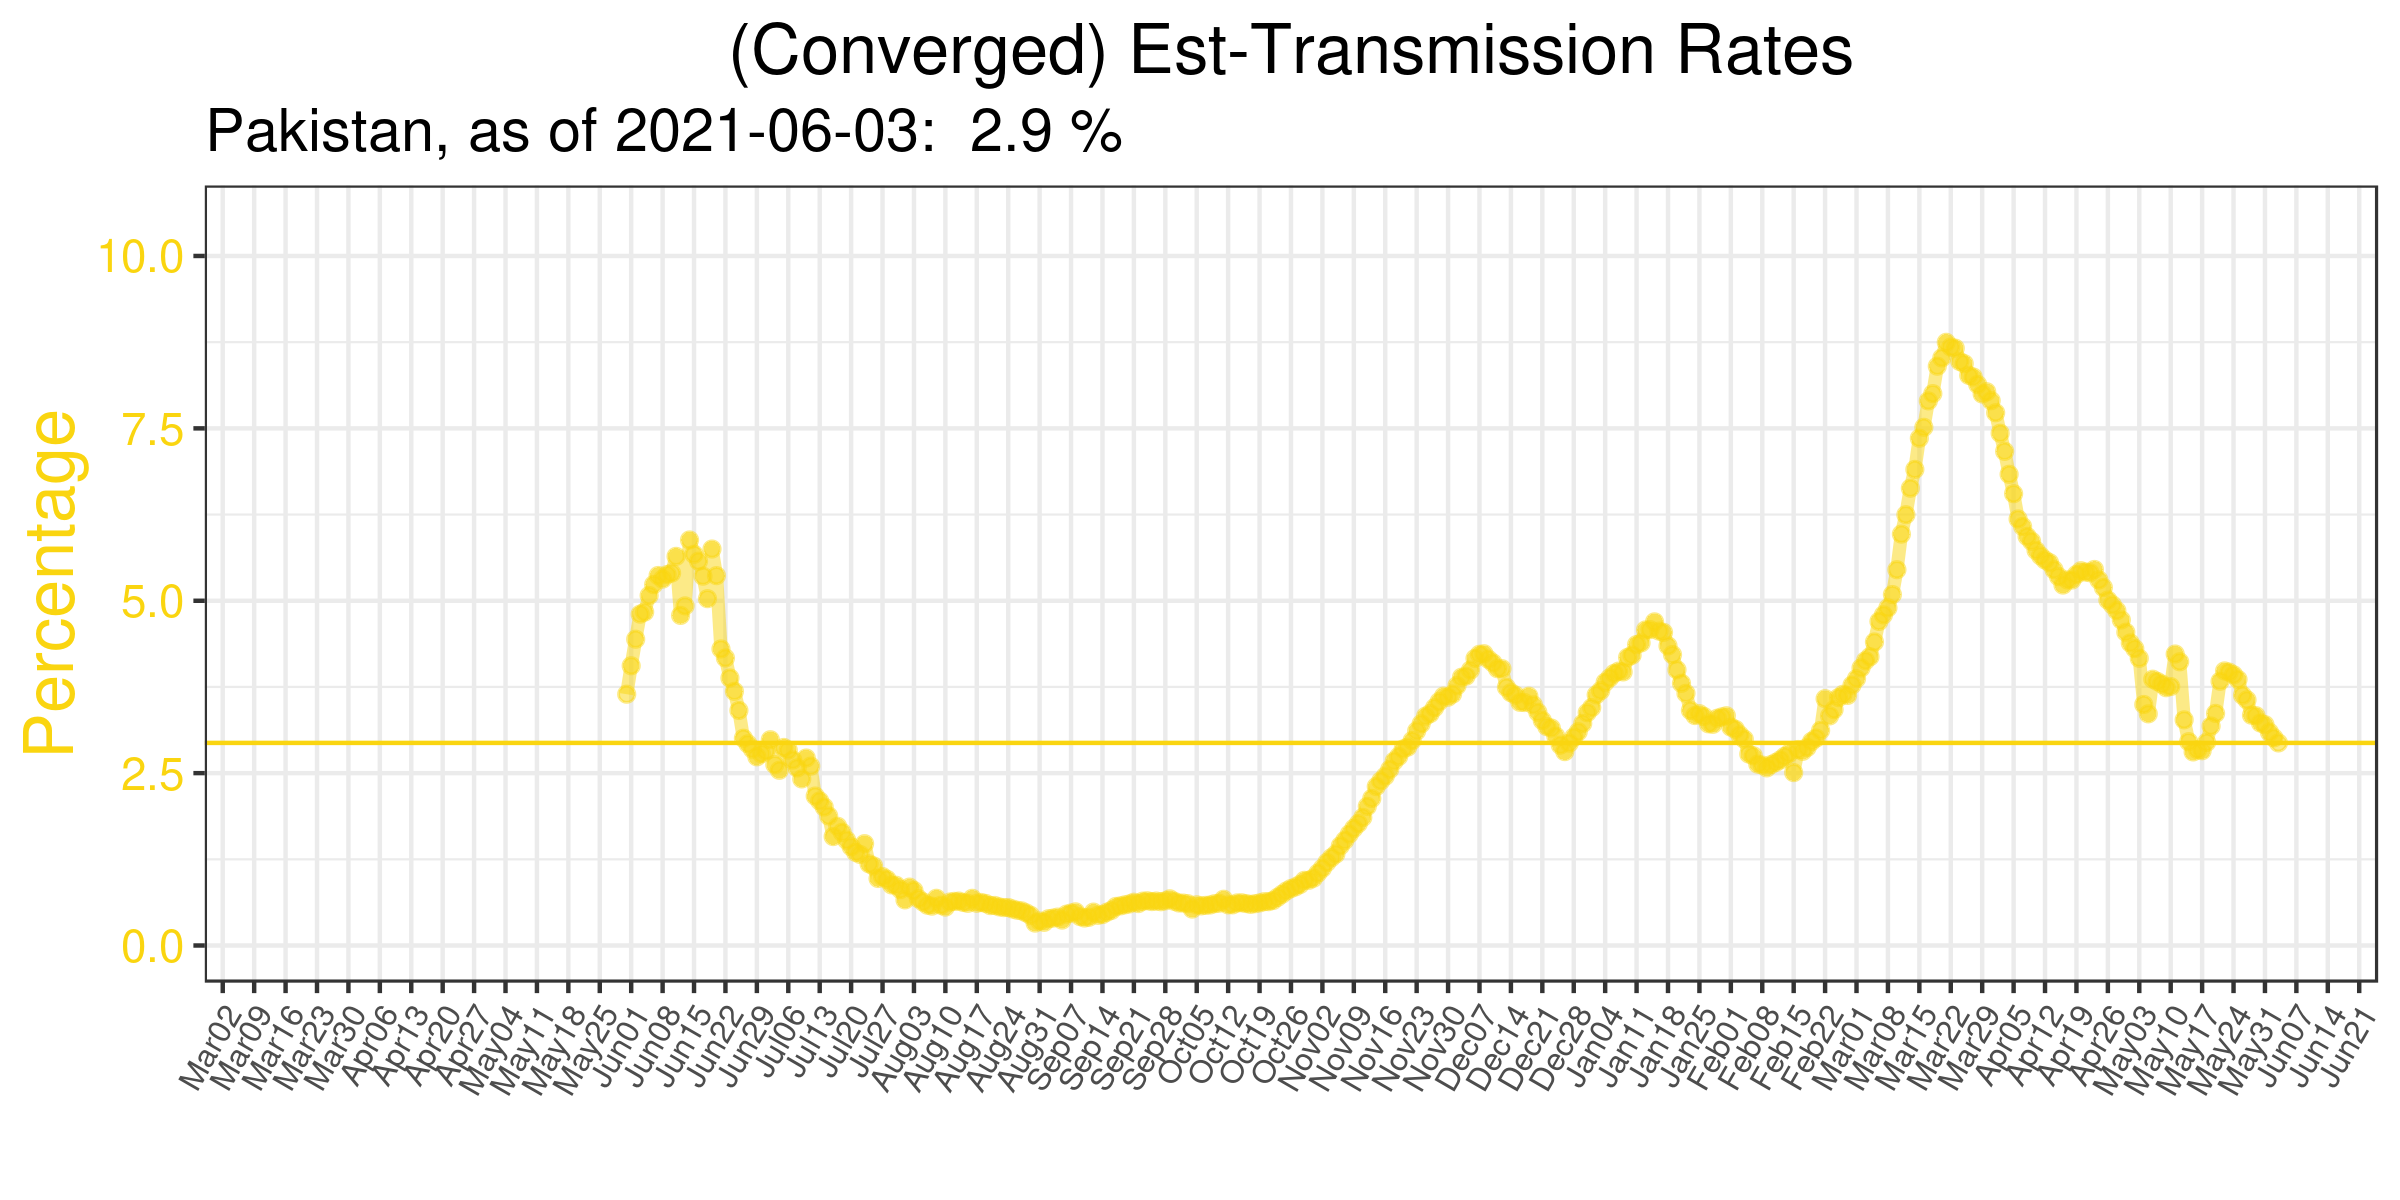 (Converged) Est-Transmission Rates
Pakistan, as of 2021-06-03:  2.9 %
Percentage
10.0
7.5
5.0
2.5
0.0
Mar02
Mar09
Mar16
Mar23
Mar30
Apr06
Apr13
Apr20
Apr27
May04
May11
May18
May25
Jun01
Jun08
Jun15
Jun22
Jun29
Jul06
Jul13
Jul20
Jul27
Aug03
Aug10
Aug17
Aug24
Aug31
Sep07
Sep14
Sep21
Sep28
Oct05
Oct12
Oct19
Oct26
Nov02
Nov09
Nov16
Nov23
Nov30
Dec07
Dec14
Dec21
Dec28
Jan04
Jan11
Jan18
Jan25
Feb01
Feb08
Feb15
Feb22
Mar01
Mar08
Mar15
Mar22
Mar29
Apr05
Apr12
Apr19
Apr26
May03
May10
May17
May24
May31
Jun07
Jun14
Jun21